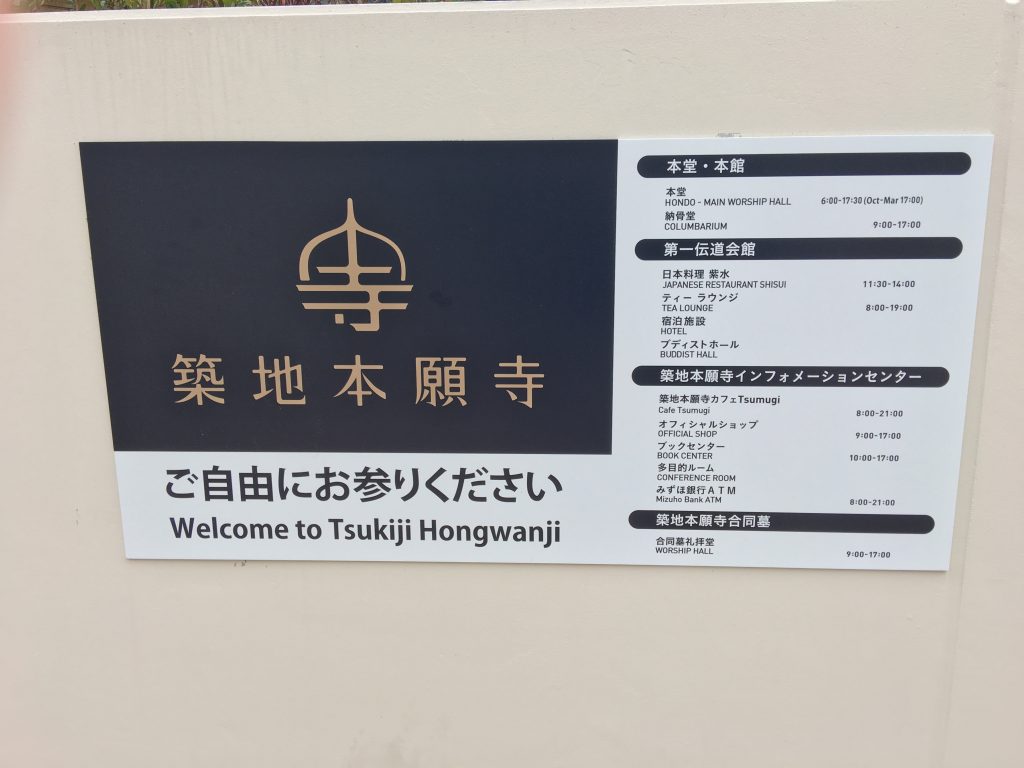 寺
築地本願寺
ご自由にお参りください
Welcome to Tsukiji Hongwanji
本堂・本館
本堂
HONDO - MAIN WORSHIP HALL 6:00-17:30 (Oct-Mar 17:00)
納骨堂
COLUMBARIUM 9:00-17:00
第一伝道会館
日本料理 紫水
JAPANESE RESTAURANT SHISUI 11:30-14:00
ティー ラウンジ
TEA LOUNGE 8:00-19:00
宿泊施設
HOTEL
ブディストホール
BUDDIST HALL
築地本願寺インフォメーションセンター
築地本願寺カフェTsumugi
Cafe Tsumugi 8:00-21:00
オフィシャルショップ
OFFICIAL SHOP 9:00-17:00
ブックセンター
BOOK CENTER 10:00-17:00
多目的ルーム
CONFERENCE ROOM
みずほ銀行ATM
Mizuho Bank ATM 8:00-21:00
築地本願寺合同墓
合同墓礼拝堂
WORSHIP HALL 9:00-17:00